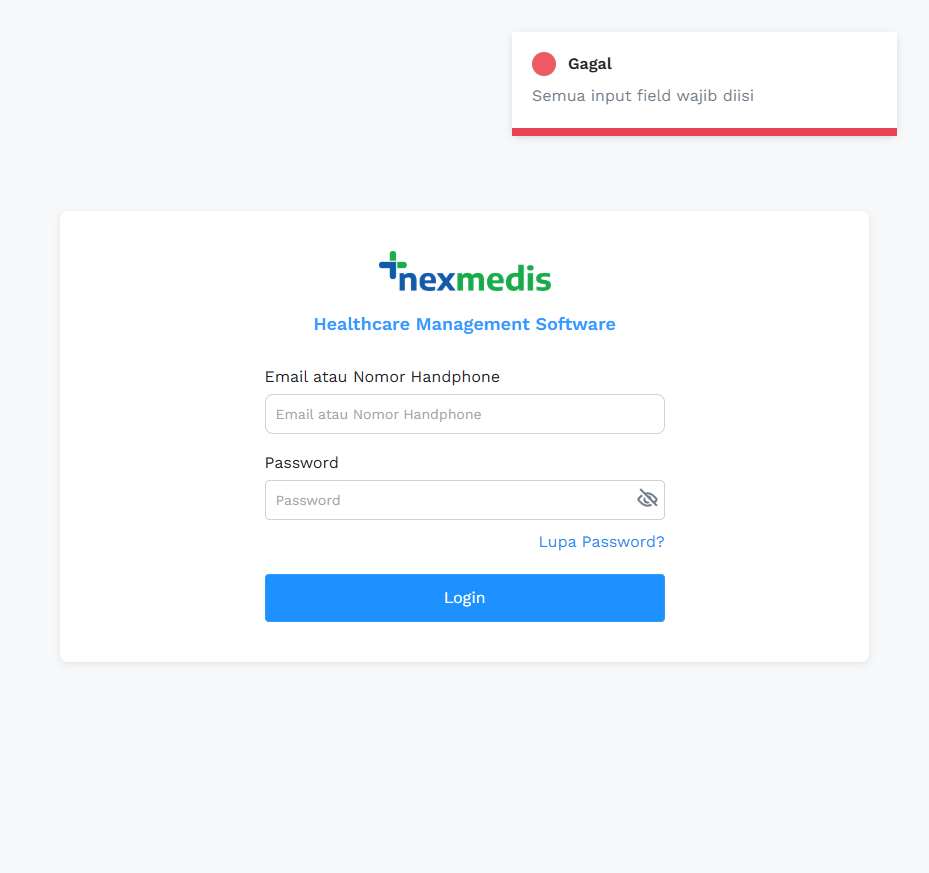 Gagal
Semua input field wajib diisi
nexmedis
Healthcare Management Software
Email atau Nomor Handphone
Email atau Nomor Handphone
Password
Password
Lupa Password?
Login